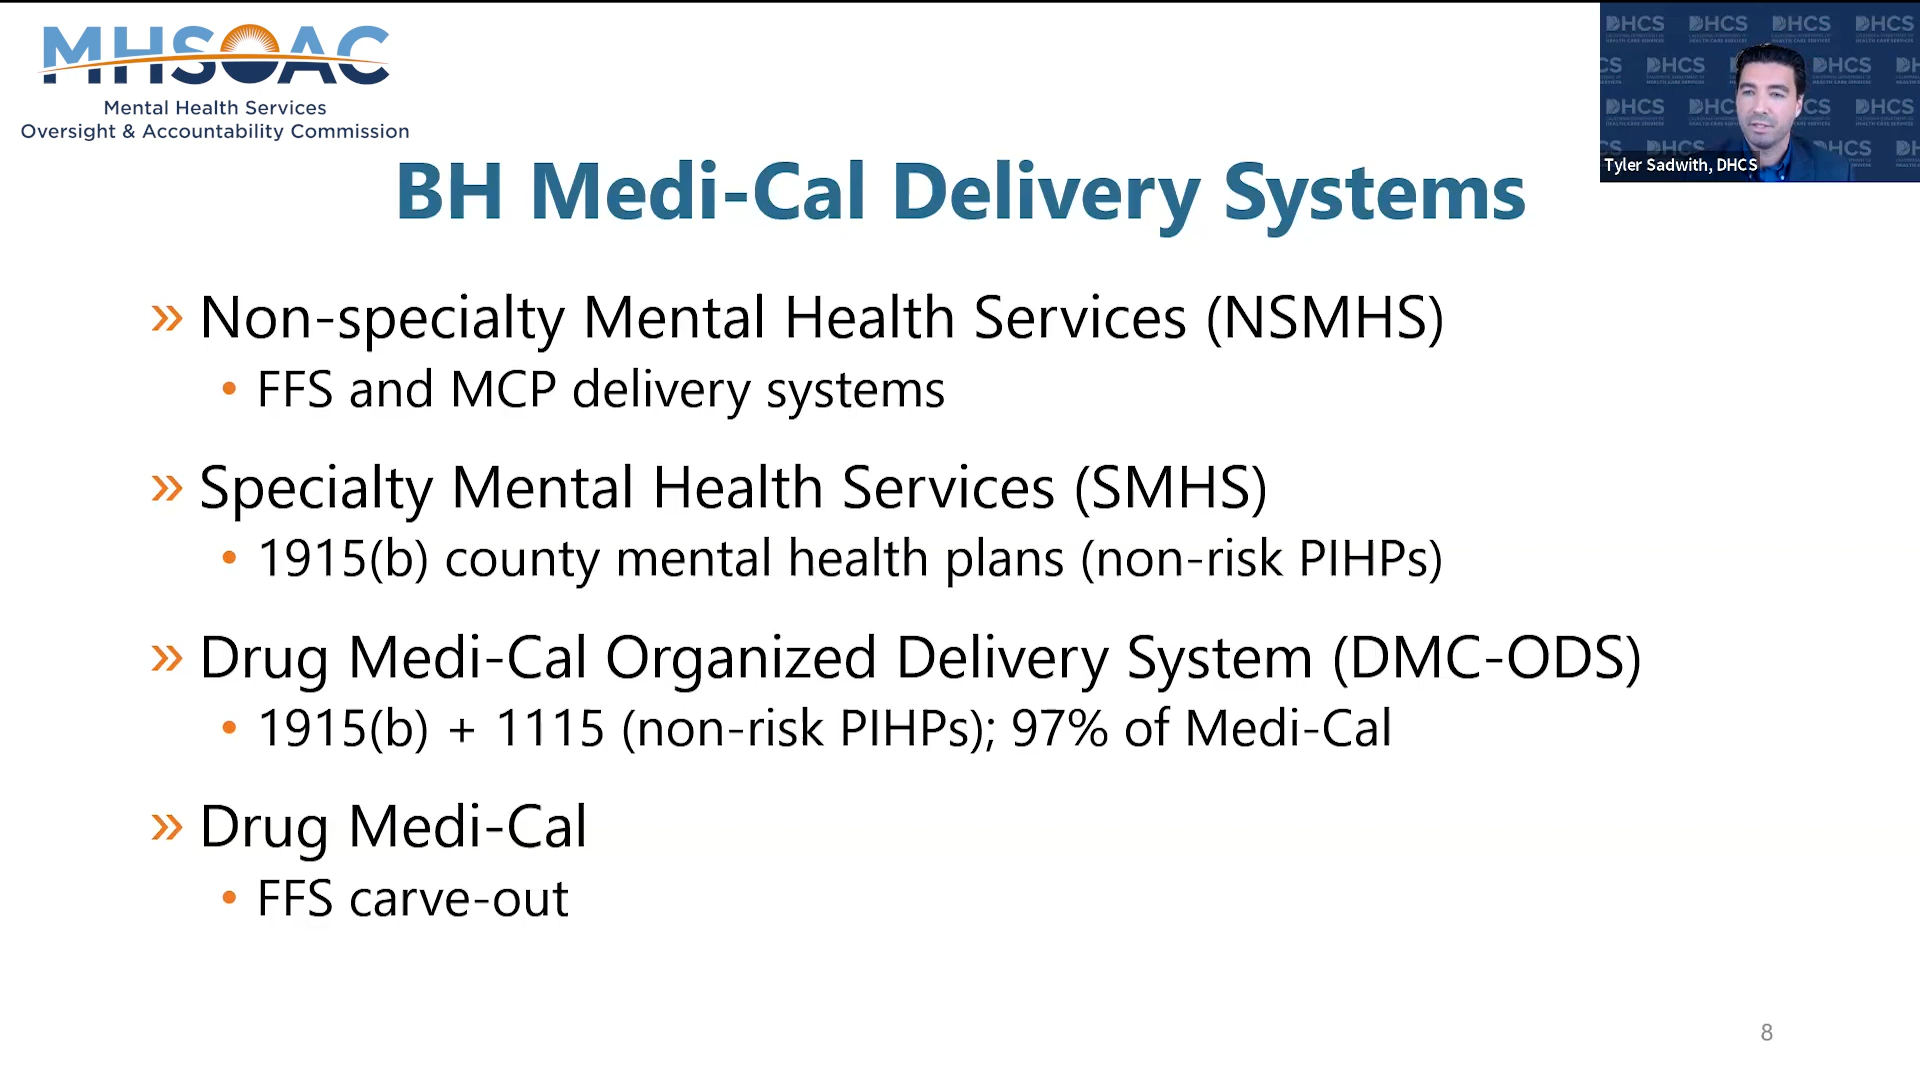 MHSOAC
Mental Health Services
Oversight & Accountability Commission
DHCS
Tyler Sadwith, DHCS
BH Medi-Cal Delivery Systems
» Non-specialty Mental Health Services (NSMHS)
• FFS and MCP delivery systems
» Specialty Mental Health Services (SMHS)
• 1915(b) county mental health plans (non-risk PIHPs)
» Drug Medi-Cal Organized Delivery System (DMC-ODS)
• 1915(b) + 1115 (non-risk PIHPs); 97% of Medi-Cal
» Drug Medi-Cal
• FFS carve-out
8